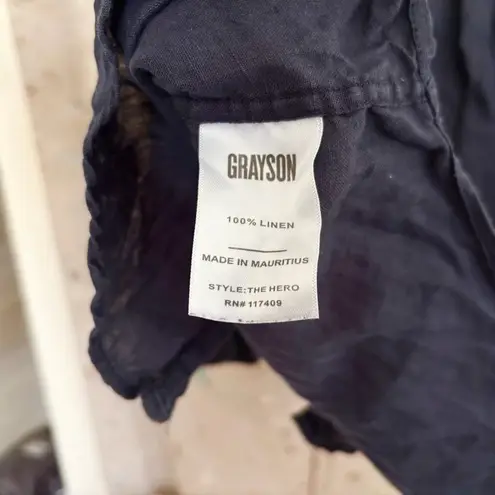 GRAYSON
100% LINEN
MADE IN MAURITIUS
STYLE:THE HERO
RN# 117409